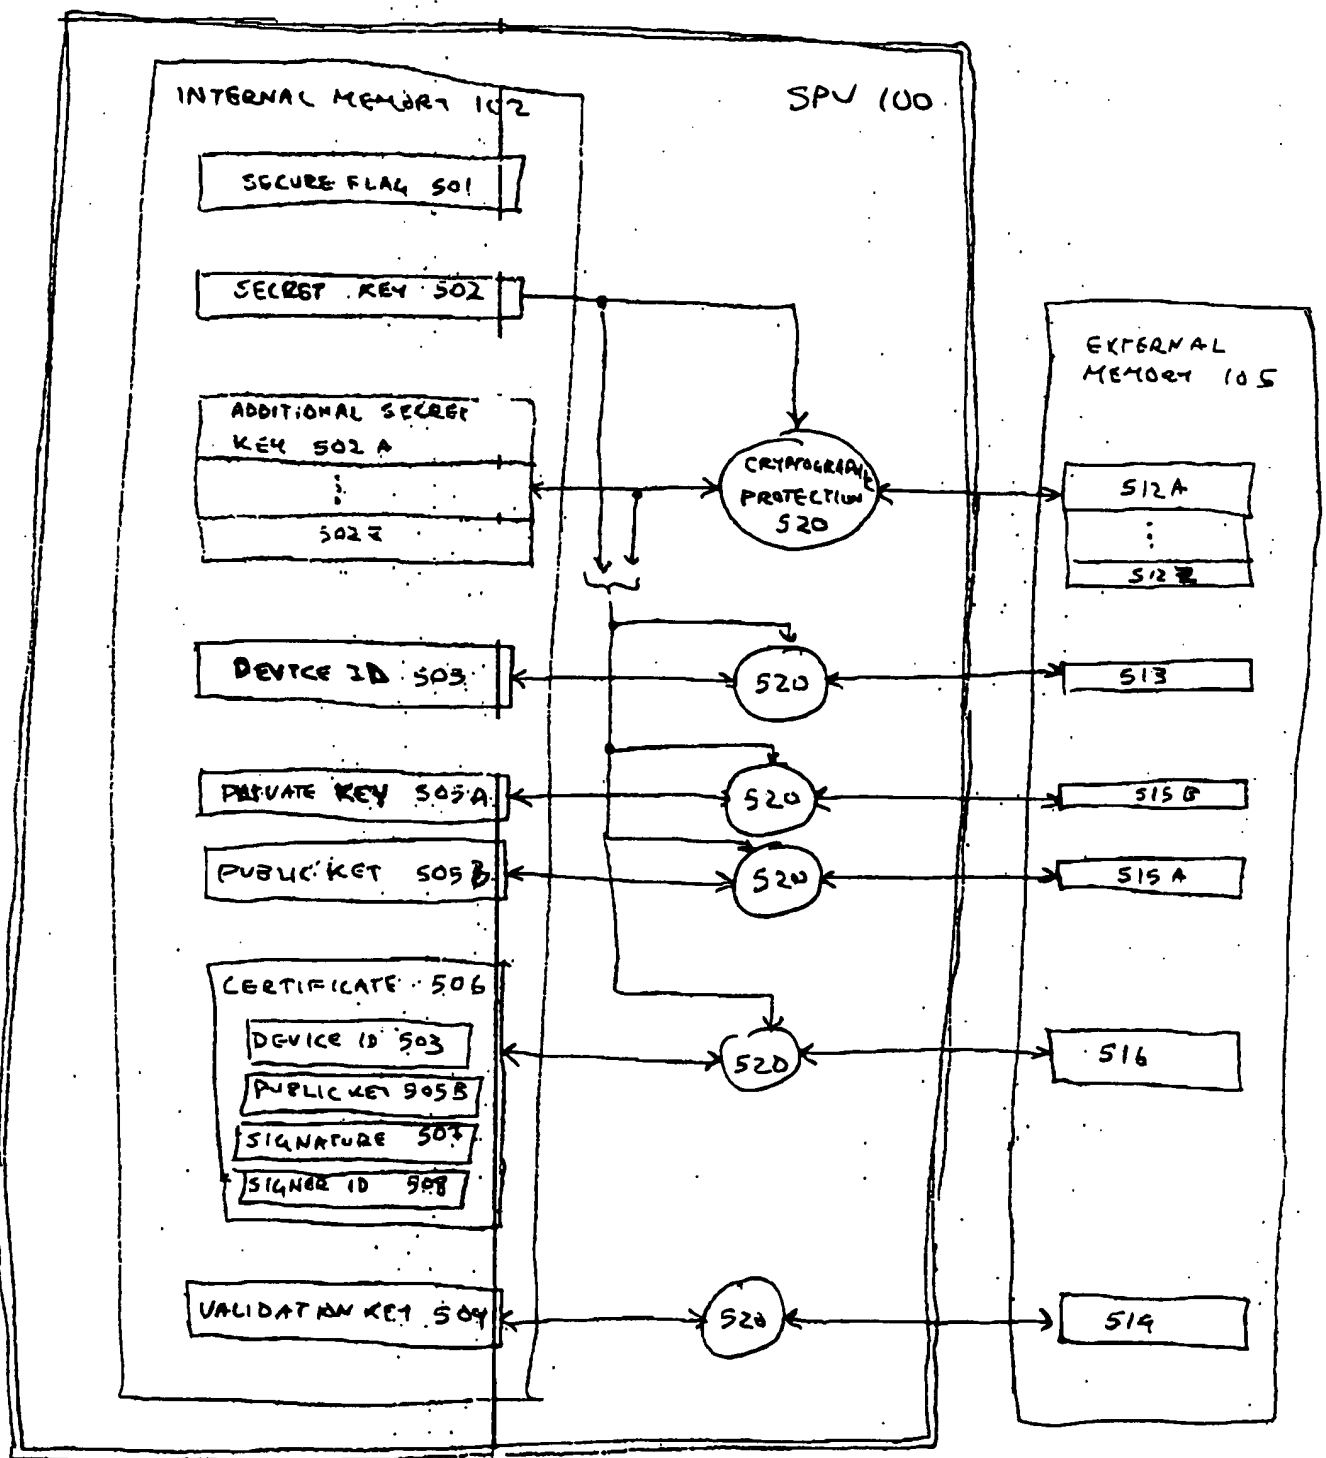 INTERNAL MEMORY 102
SPU 100
SECURE FLAG 501
SECRET KEY 502
EXTERNAL
MEMORY 105
ADDITIONAL SECRET
KEY 502A
502Z
CRYPTOGRAPHIC
PROTECTION
520
512A
512Z
DEVICE ID 503
520
513
PRIVATE KEY 505A
520
515B
PUBLIC KEY 505B
520
515A
CERTIFICATE 506
DEVICE ID 503
PUBLIC KEY 505B
SIGNATURE 507
SIGNER ID 508
520
516
VALIDATION KEY 509
520
519